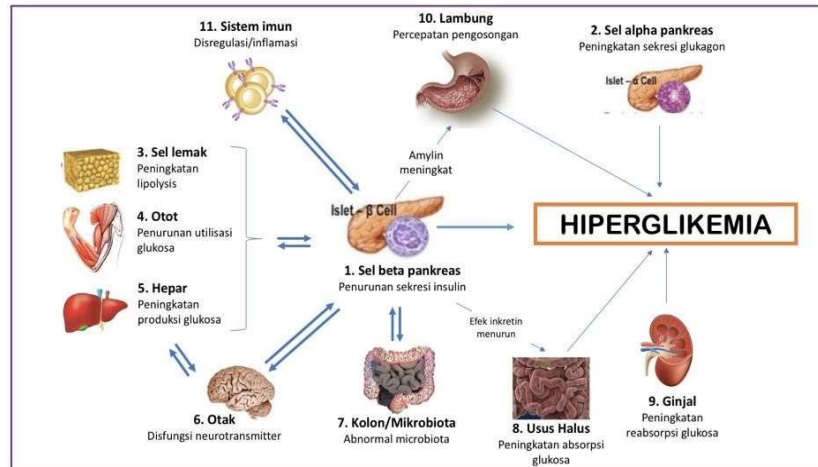 11. Sistem imun
Disregulasi/inflamasi
10. Lambung
Percepatan pengosongan
2. Sel alpha pankreas
Peningkatan sekresi glukagon
Islet – α Cell
3. Sel lemak
Peningkatan
lipolysis
4. Otot
Penurunan utilisasi
glukosa
5. Hepar
Peningkatan
produksi glukosa
Amylin
meningkat
Islet – β Cell
1. Sel beta pankreas
Penurunan sekresi insulin
HIPERGLIKEMIA
Efek inkretin
menurun
6. Otak
Disfungsi neurotransmitter
7. Kolon/Mikrobiota
Abnormal microbiota
8. Usus Halus
Peningkatan absorpsi
glukosa
9. Ginjal
Peningkatan
reabsorpsi glukosa